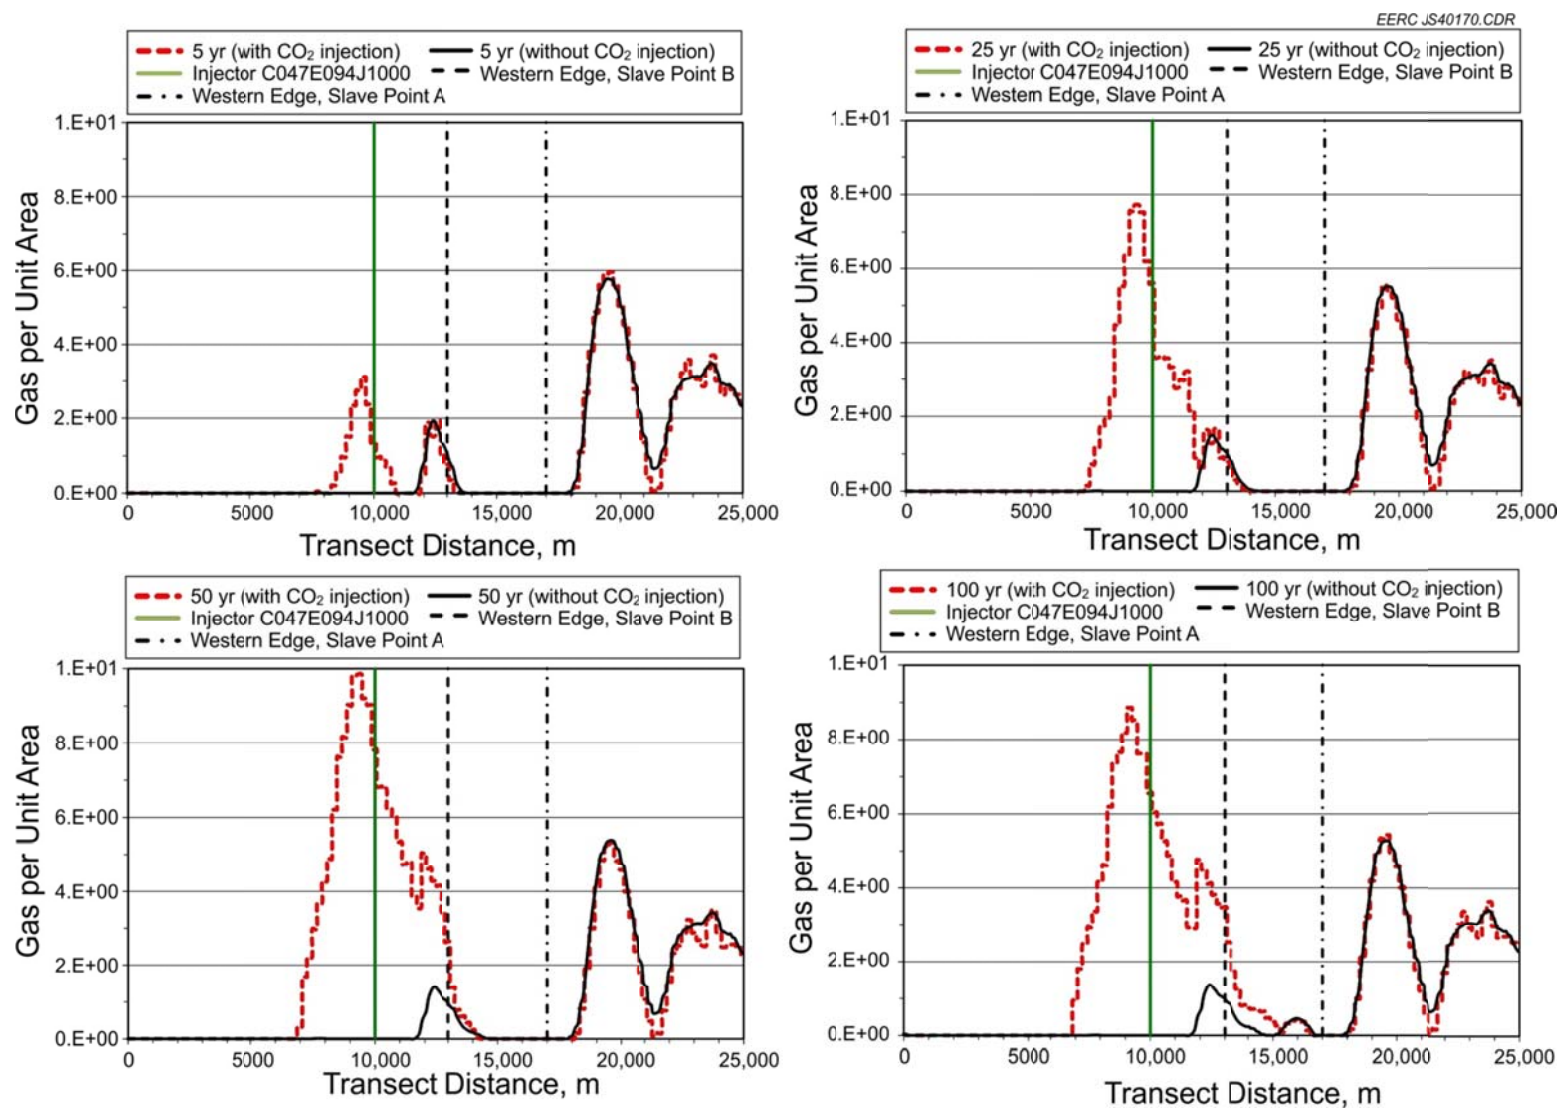 EERC JS40170.CDR
5 yr (with CO₂ injection) 5 yr (without CO₂ injection)
Injector C047E094J1000 Western Edge, Slave Point B
Western Edge, Slave Point A
1.E+01
8.E+00
6.E+00
4.E+00
2.E+00
0.E+00
Gas per Unit Area
0 5000 10,000 15,000 20,000 25,000
Transect Distance, m
25 yr (with CO₂ injection) 25 yr (without CO₂ injection)
Injector C047E094J1000 Western Edge, Slave Point B
Western Edge, Slave Point A
1.E+01
8.E+00
6.E+00
4.E+00
2.E+00
0.E+00
Gas per Unit Area
0 5000 10,000 15,000 20,000 25,000
Transect Distance, m
50 yr (with CO₂ injection) 50 yr (without CO₂ injection)
Injector C047E094J1000 Western Edge, Slave Point B
Western Edge, Slave Point A
1.E+01
8.E+00
6.E+00
4.E+00
2.E+00
0.E+00
Gas per Unit Area
0 5000 10,000 15,000 20,000 25,000
Transect Distance, m
100 yr (with CO₂ injection) 100 yr (without CO₂ injection)
Injector C047E094J1000 Western Edge, Slave Point B
Western Edge, Slave Point A
1.E+01
8.E+00
6.E+00
4.E+00
2.E+00
0.E+00
Gas per Unit Area
0 5000 10,000 15,000 20,000 25,000
Transect Distance, m